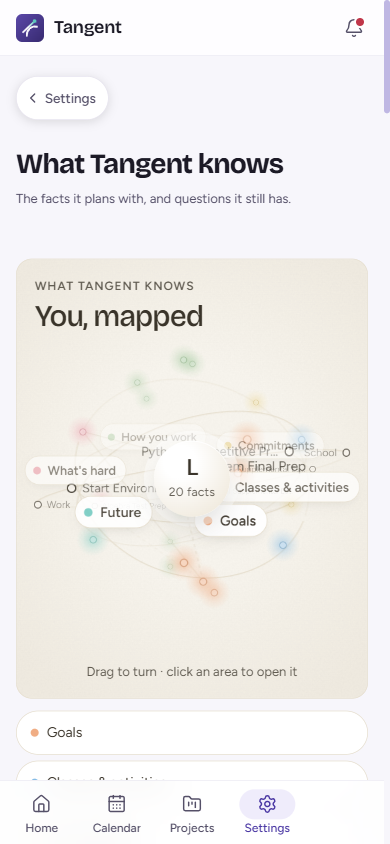 Tangent
Settings
What Tangent knows
The facts it plans with, and questions it still has.
WHAT TANGENT KNOWS
You, mapped
How you work
Commitments
School
What's hard
L
Final Prep
Start
20 facts
Classes & activities
Work
Future
Goals
Drag to turn · click an area to open it
Goals
Home
Calendar
Projects
Settings